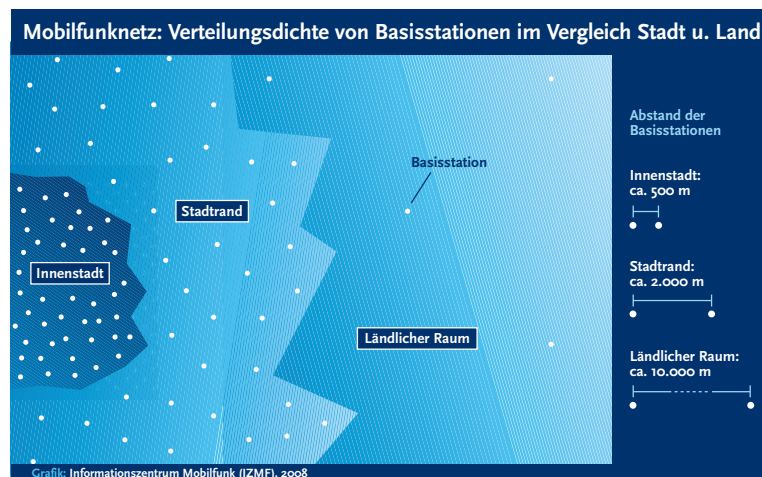 Mobilfunknetz: Verteilungsdichte von Basisstationen im Vergleich Stadt u. Land
Abstand der
Basisstationen
Basisstation
Innenstadt:
ca. 500 m
Stadtrand
Stadtrand:
ca. 2.000 m
Innenstadt
Ländlicher Raum
Ländlicher Raum:
ca. 10.000 m
Grafik: Informationszentrum Mobilfunk (IZMF), 2008